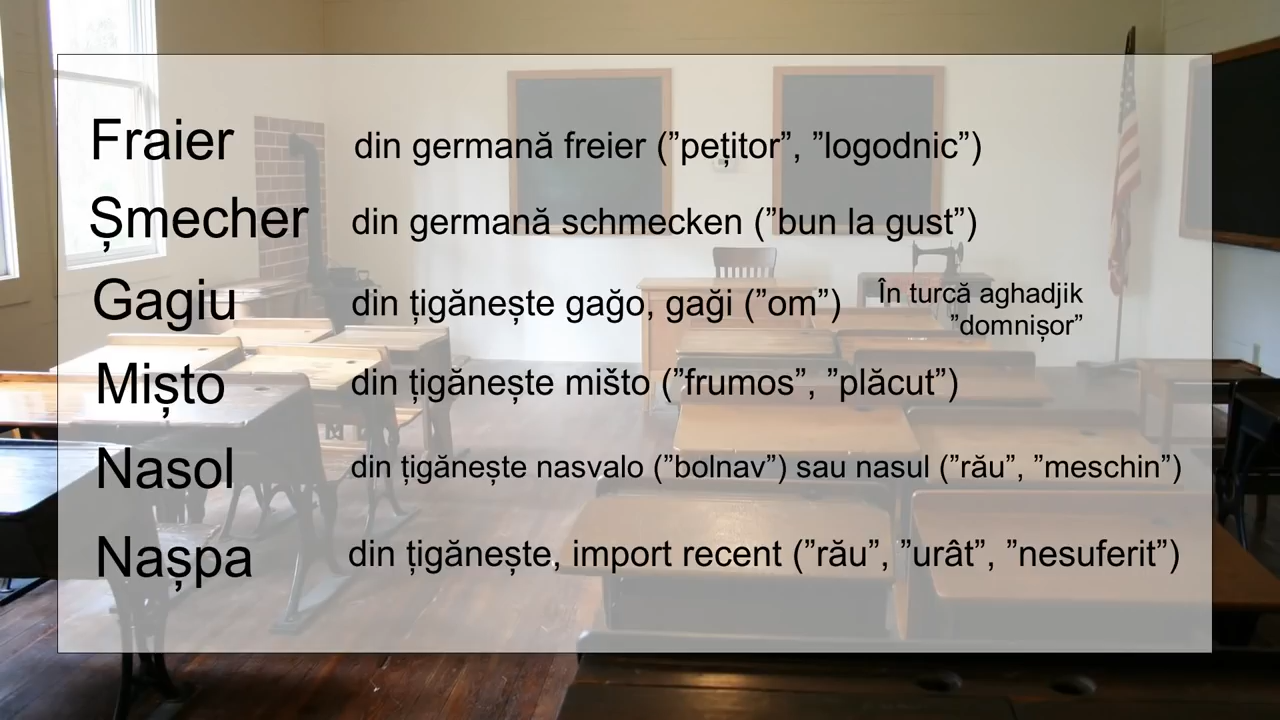 Fraier din germană freier (”pețitor”, ”logodnic”)
Șmecher din germană schmecken (”bun la gust”)
Gagiu din țigănește gağo, gaği (”om”) În turcă aghadjik
”domnișor”
Mișto din țigănește mišto (”frumos”, ”plăcut”)
Nasol din țigănește nasvalo (”bolnav”) sau nasul (”rău”, ”meschin”)
Nașpa din țigănește, import recent (”rău”, ”urât”, ”nesuferit”)